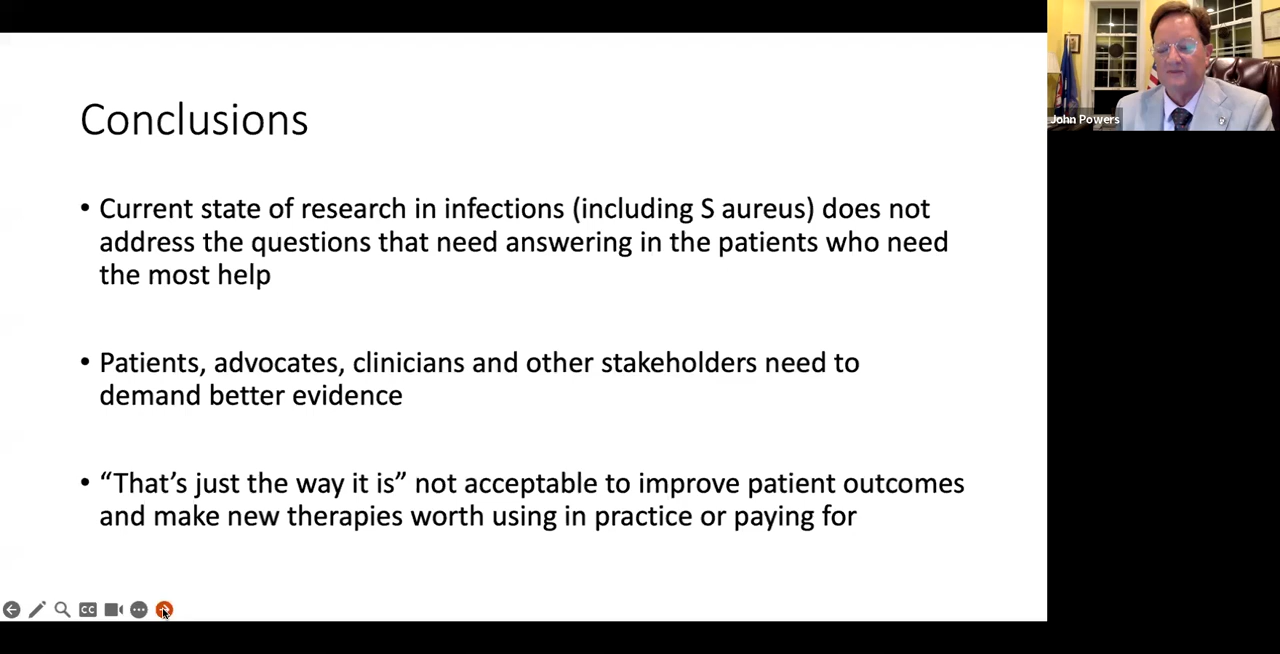 Conclusions
• Current state of research in infections (including S aureus) does not
address the questions that need answering in the patients who need
the most help
• Patients, advocates, clinicians and other stakeholders need to
demand better evidence
• “That’s just the way it is” not acceptable to improve patient outcomes
and make new therapies worth using in practice or paying for
John Powers
CC